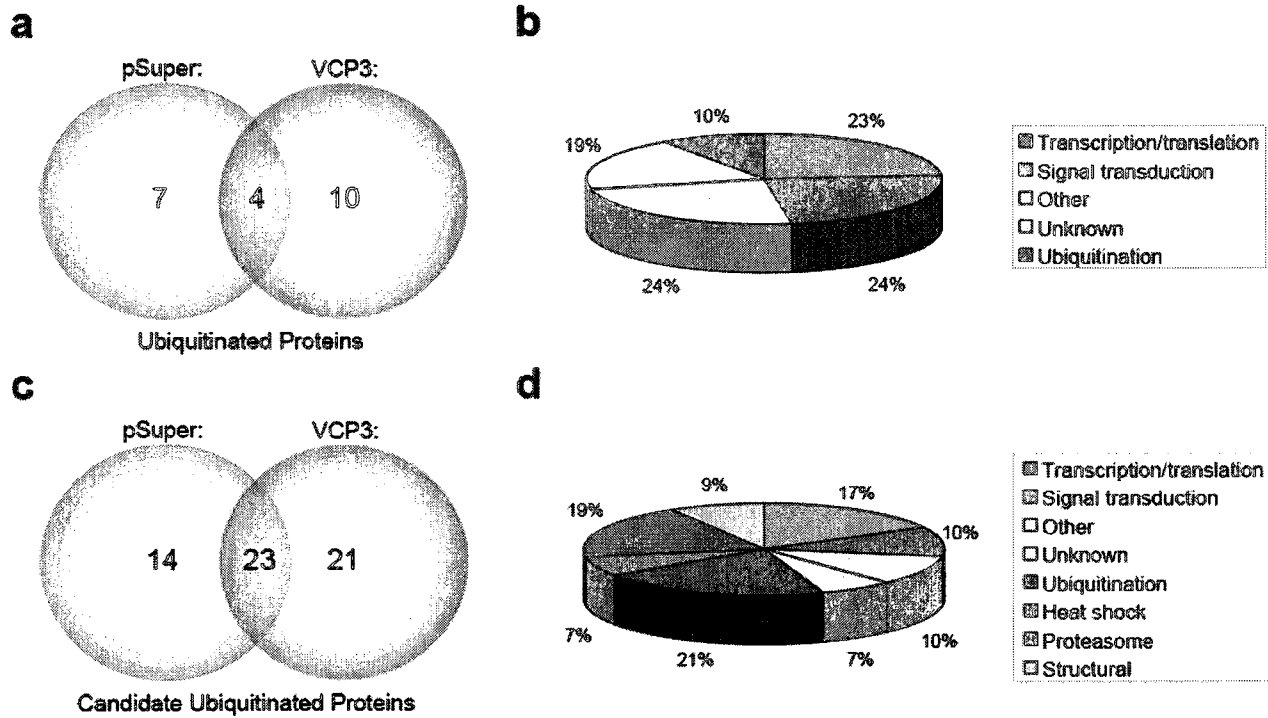 a
pSuper:
VCP3:
7
4
10
Ubiquitinated Proteins
b
10%
23%
19%
24%
24%
Transcription/translation
Signal transduction
Other
Unknown
Ubiquitination
c
pSuper:
VCP3:
14
23
21
Candidate Ubiquitinated Proteins
d
9%
17%
19%
10%
7%
21%
7%
10%
Transcription/translation
Signal transduction
Other
Unknown
Ubiquitination
Heat shock
Proteasome
Structural